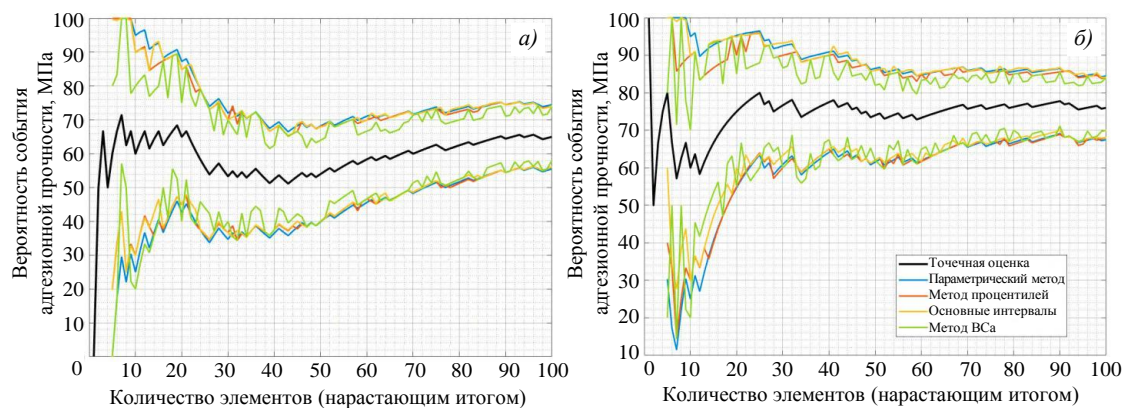 а)
Вероятность события
адгезионной прочности, МПа
100
90
80
70
60
50
40
30
20
10
0
0 10 20 30 40 50 60 70 80 90 100
Количество элементов (нарастающим итогом)
б)
Вероятность события
адгезионной прочности, МПа
100
90
80
70
60
50
40
30
20
10
0 10 20 30 40 50 60 70 80 90 100
Количество элементов (нарастающим итогом)
Точечная оценка
Параметрический метод
Метод процентилей
Основные интервалы
Метод BCa